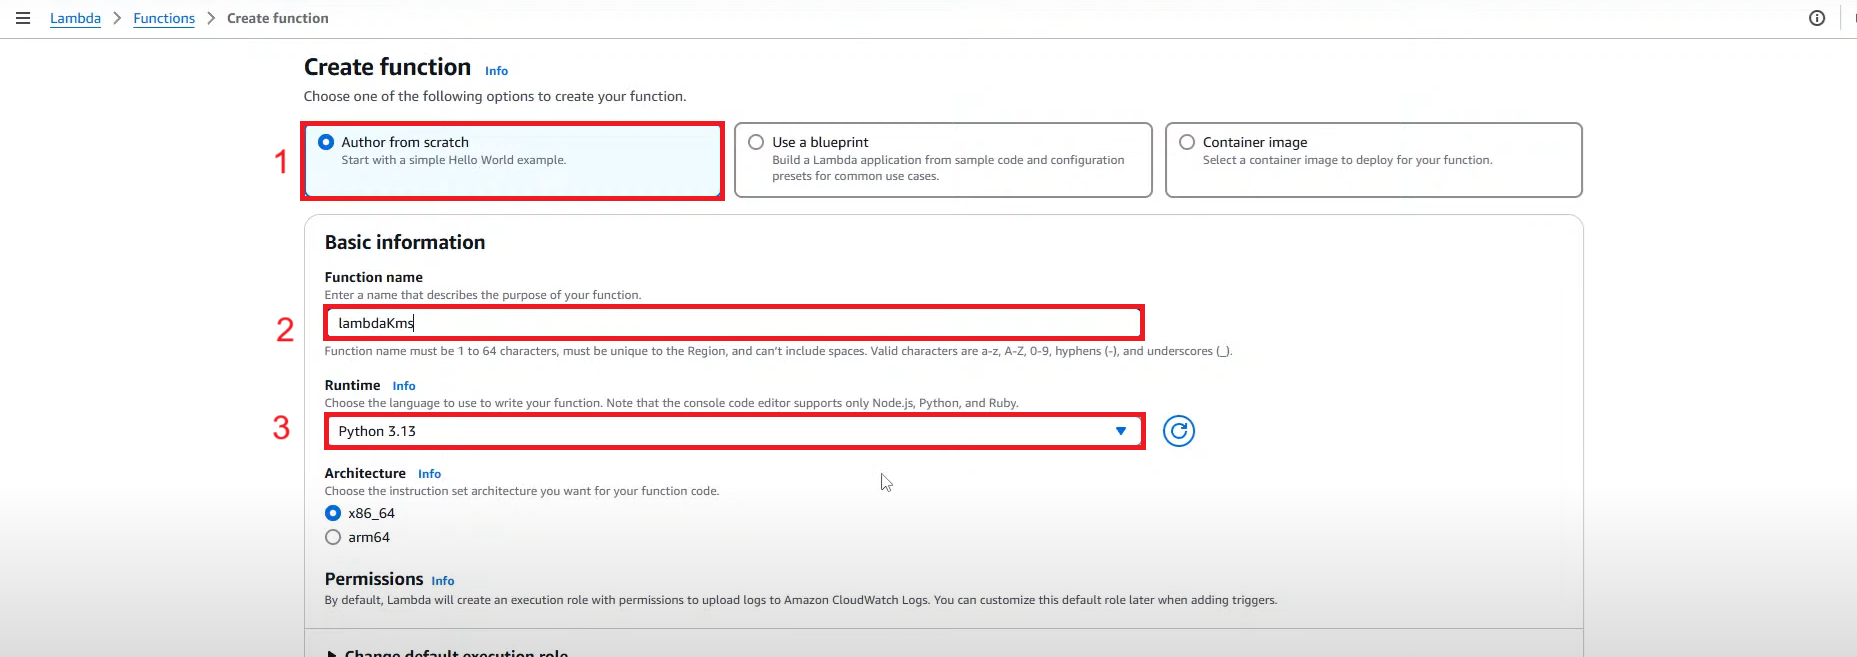 Lambda > Functions > Create function
Create function Info
Choose one of the following options to create your function.
1
Author from scratch
Start with a simple Hello World example.
Use a blueprint
Build a Lambda application from sample code and configuration
presets for common use cases.
Container image
Select a container image to deploy for your function.
Basic information
Function name
Enter a name that describes the purpose of your function.
2
lambdaKms
Function name must be 1 to 64 characters, must be unique to the Region, and can't include spaces. Valid characters are a-z, A-Z, 0-9, hyphens (-), and underscores (_).
Runtime Info
Choose the language to use to write your function. Note that the console code editor supports only Node.js, Python, and Ruby.
3
Python 3.13
Architecture Info
Choose the instruction set architecture you want for your function code.
x86_64
arm64
Permissions Info
By default, Lambda will create an execution role with permissions to upload logs to Amazon CloudWatch Logs. You can customize this default role later when adding triggers.
Change default execution role